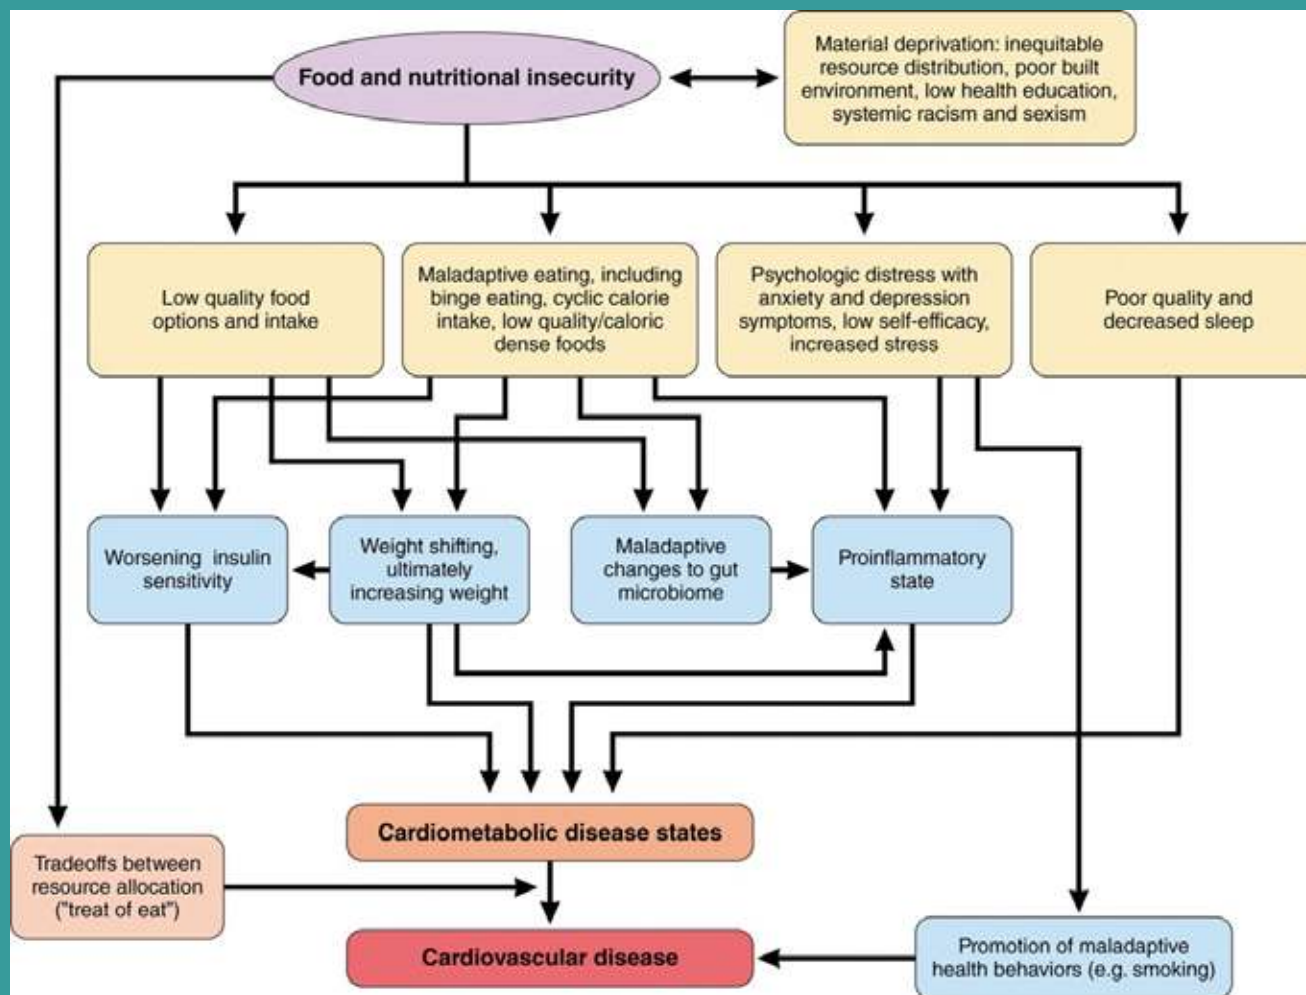 Food and nutritional insecurity
Material deprivation: inequitable
resource distribution, poor built
environment, low health education,
systemic racism and sexism
Low quality food
options and intake
Maladaptive eating, including
binge eating, cyclic calorie
intake, low quality/caloric
dense foods
Psychologic distress with
anxiety and depression
symptoms, low self-efficacy,
increased stress
Poor quality and
decreased sleep
Worsening insulin
sensitivity
Weight shifting,
ultimately
increasing weight
Maladaptive
changes to gut
microbiome
Proinflammatory
state
Cardiometabolic disease states
Tradeoffs between
resource allocation
("treat of eat")
Cardiovascular disease
Promotion of maladaptive
health behaviors (e.g. smoking)